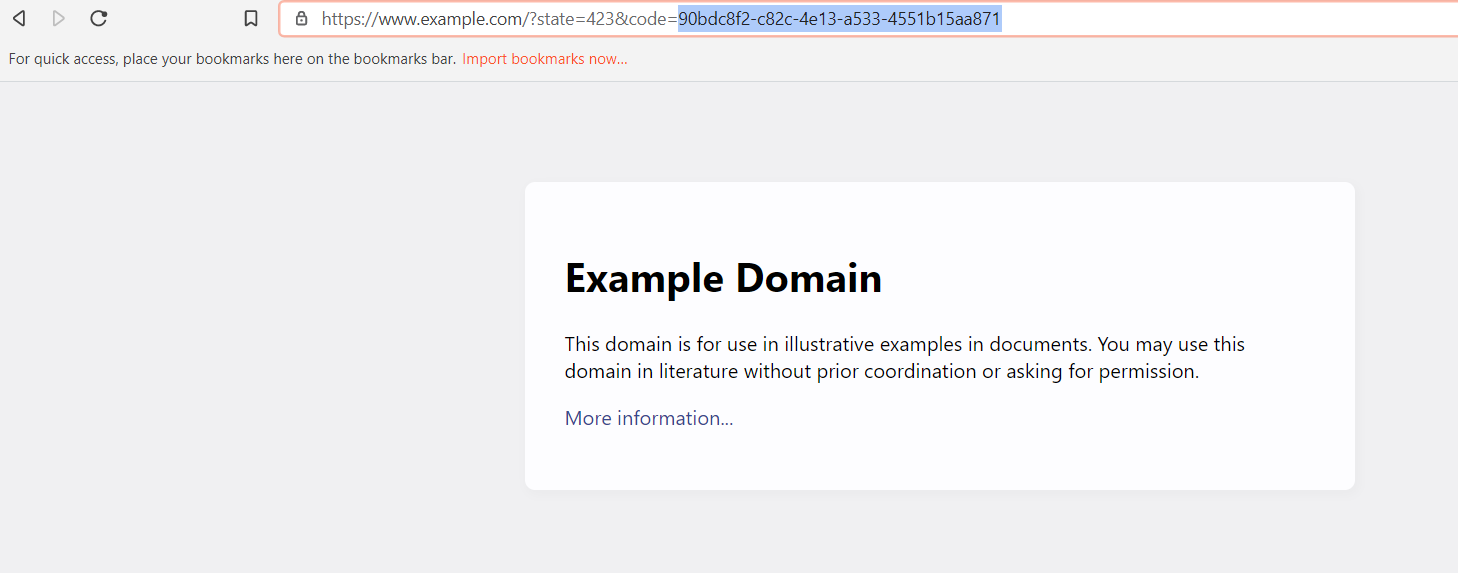 https://www.example.com/?state=423&code=90bdc8f2-c82c-4e13-a533-4551b15aa871
For quick access, place your bookmarks here on the bookmarks bar. Import bookmarks now...
Example Domain
This domain is for use in illustrative examples in documents. You may use this
domain in literature without prior coordination or asking for permission.
More information...